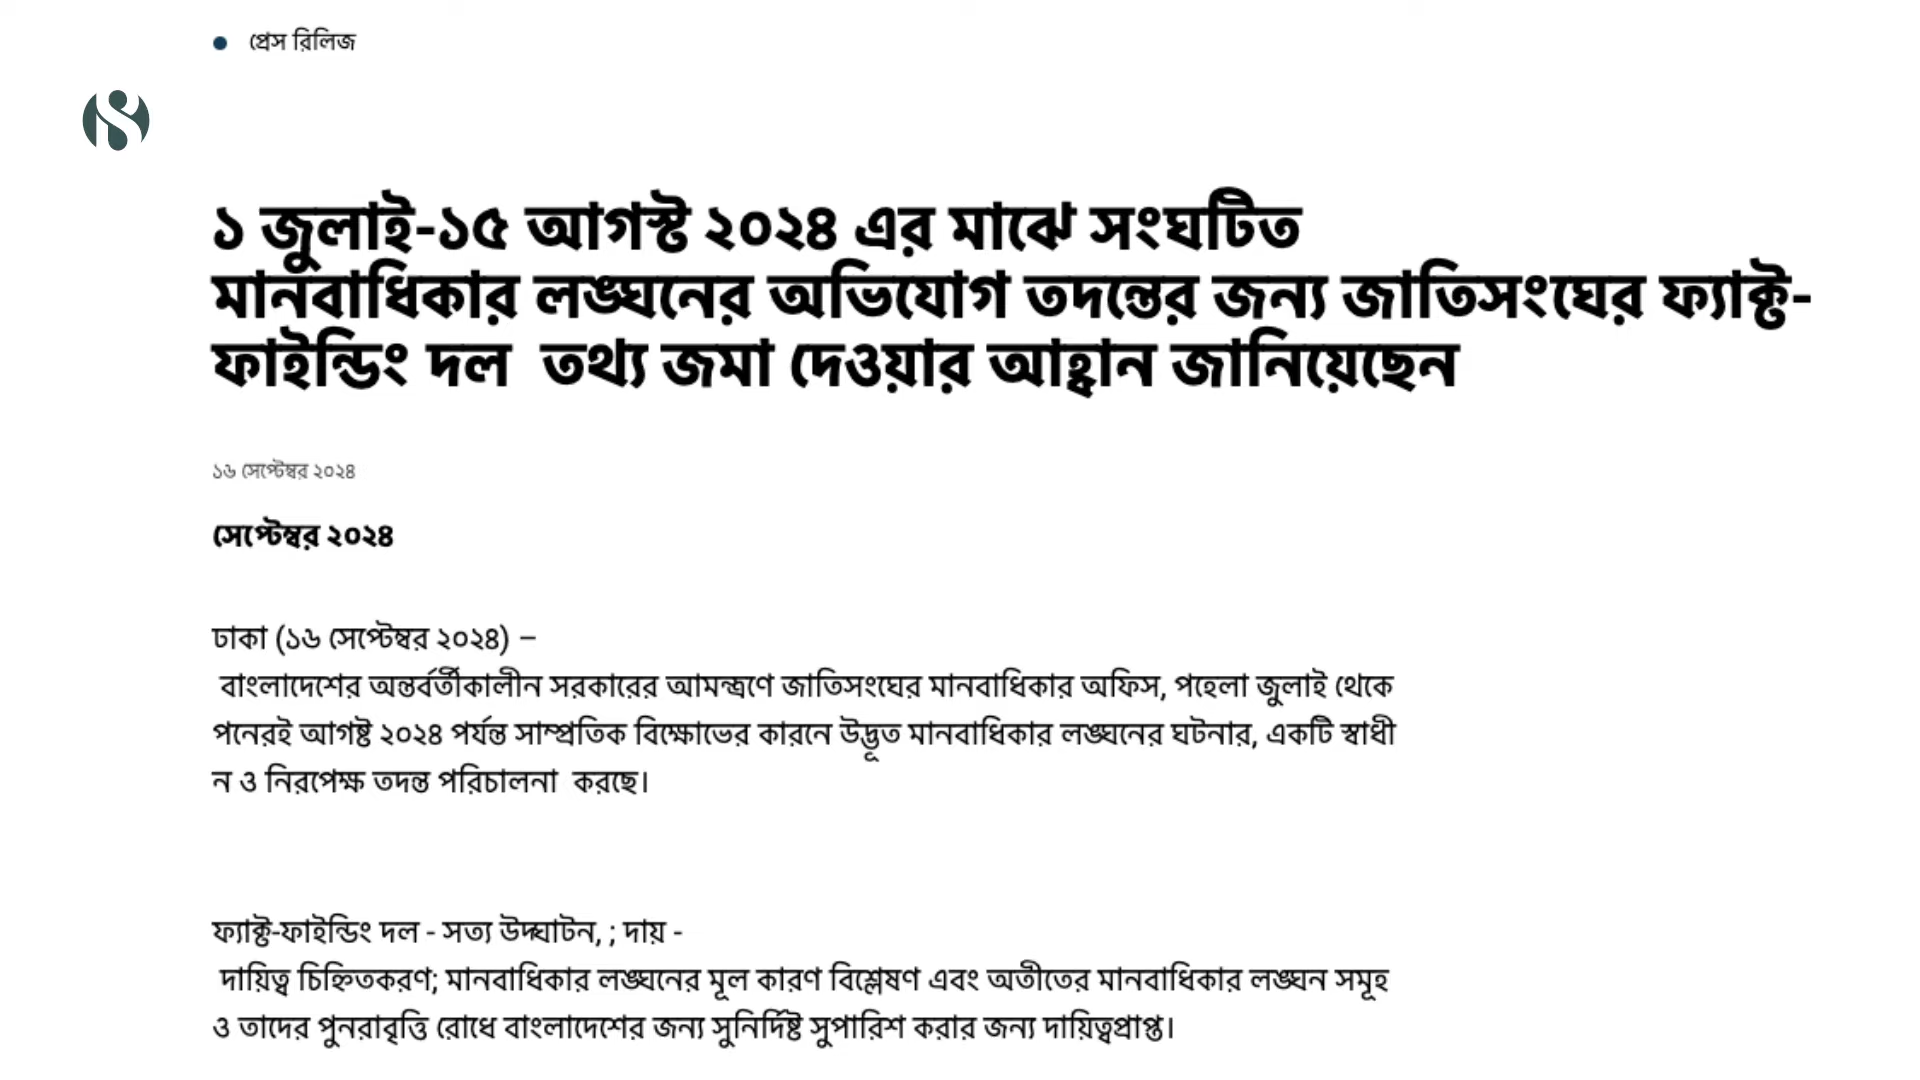 প্রেস রিলিজ
১ জুলাই-১৫ আগস্ট ২০২৪ এর মাঝে সংঘটিত
মানবাধিকার লঙ্ঘনের অভিযোগ তদন্তের জন্য জাতিসংঘের ফ্যাক্ট-
ফাইন্ডিং দল তথ্য জমা দেওয়ার আহ্বান জানিয়েছেন
১৬ সেপ্টেম্বর ২০২৪
সেপ্টেম্বর ২০২৪
ঢাকা (১৬ সেপ্টেম্বর ২০২৪) –
বাংলাদেশের অন্তর্বর্তীকালীন সরকারের আমন্ত্রণে জাতিসংঘের মানবাধিকার অফিস, পহেলা জুলাই থেকে
পনেরই আগষ্ট ২০২৪ পর্যন্ত সাম্প্রতিক বিক্ষোভের কারনে উদ্ভূত মানবাধিকার লঙ্ঘনের ঘটনার, একটি স্বাধী
ন ও নিরপেক্ষ তদন্ত পরিচালনা করছে।
ফ্যাক্ট-ফাইন্ডিং দল - সত্য উদ্ঘাটন, ; দায় -
দায়িত্ব চিহ্নিতকরণ; মানবাধিকার লঙ্ঘনের মূল কারণ বিশ্লেষণ এবং অতীতের মানবাধিকার লঙ্ঘন সমূহ
ও তাদের পুনরাবৃত্তি রোধে বাংলাদেশের জন্য সুনির্দিষ্ট সুপারিশ করার জন্য দায়িত্বপ্রাপ্ত।